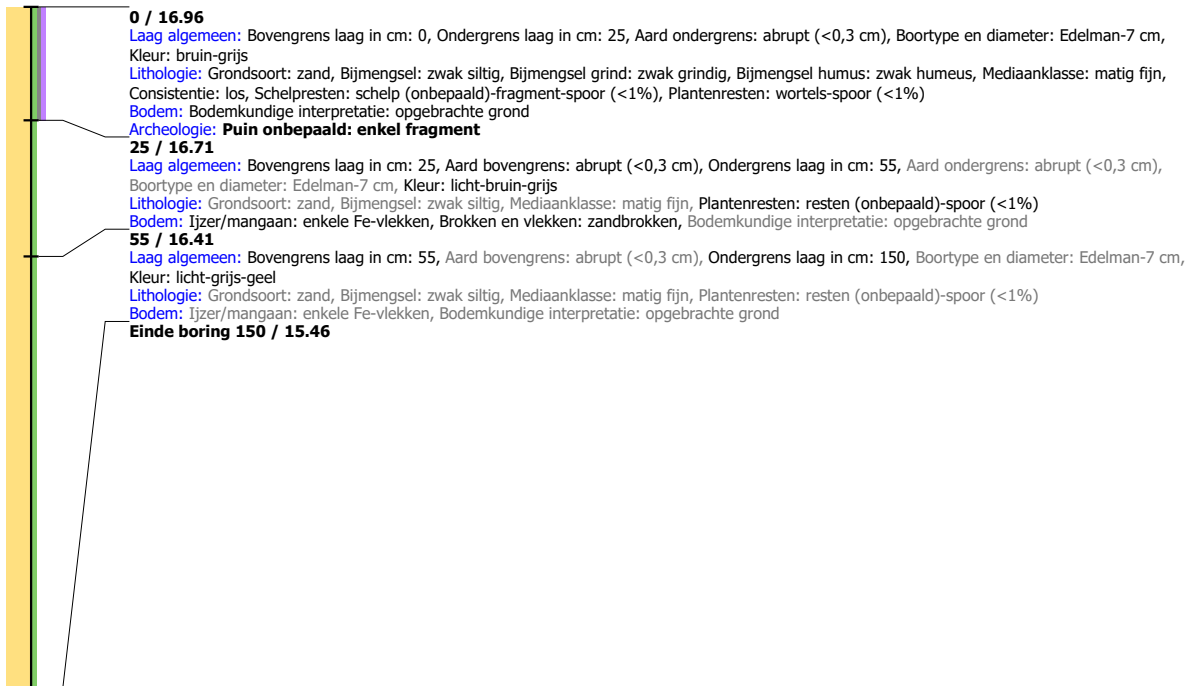 0 / 16.96
Laag algemeen: Bovengrens laag in cm: 0, Ondergrens laag in cm: 25, Aard ondergrens: abrupt (<0,3 cm), Boortype en diameter: Edelman-7 cm,
Kleur: bruin-grijs
Lithologie: Grondsoort: zand, Bijmengsel: zwak siltig, Bijmengsel grind: zwak grindig, Bijmengsel humus: zwak humeus, Mediaanklasse: matig fijn,
Consistentie: los, Schelpresten: schelp (onbepaald)-fragment-spoor (<1%), Plantenresten: wortels-spoor (<1%)
Bodem: Bodemkundige interpretatie: opgebrachte grond
Archeologie: Puin onbepaald: enkel fragment
25 / 16.71
Laag algemeen: Bovengrens laag in cm: 25, Aard bovengrens: abrupt (<0,3 cm), Ondergrens laag in cm: 55, Aard ondergrens: abrupt (<0,3 cm),
Boortype en diameter: Edelman-7 cm, Kleur: licht-bruin-grijs
Lithologie: Grondsoort: zand, Bijmengsel: zwak siltig, Mediaanklasse: matig fijn, Plantenresten: resten (onbepaald)-spoor (<1%)
Bodem: Ijzer/mangaan: enkele Fe-vlekken, Brokken en vlekken: zandbrokken, Bodemkundige interpretatie: opgebrachte grond
55 / 16.41
Laag algemeen: Bovengrens laag in cm: 55, Aard bovengrens: abrupt (<0,3 cm), Ondergrens laag in cm: 150, Boortype en diameter: Edelman-7 cm,
Kleur: licht-grijs-geel
Lithologie: Grondsoort: zand, Bijmengsel: zwak siltig, Mediaanklasse: matig fijn, Plantenresten: resten (onbepaald)-spoor (<1%)
Bodem: Ijzer/mangaan: enkele Fe-vlekken, Bodemkundige interpretatie: opgebrachte grond
Einde boring 150 / 15.46